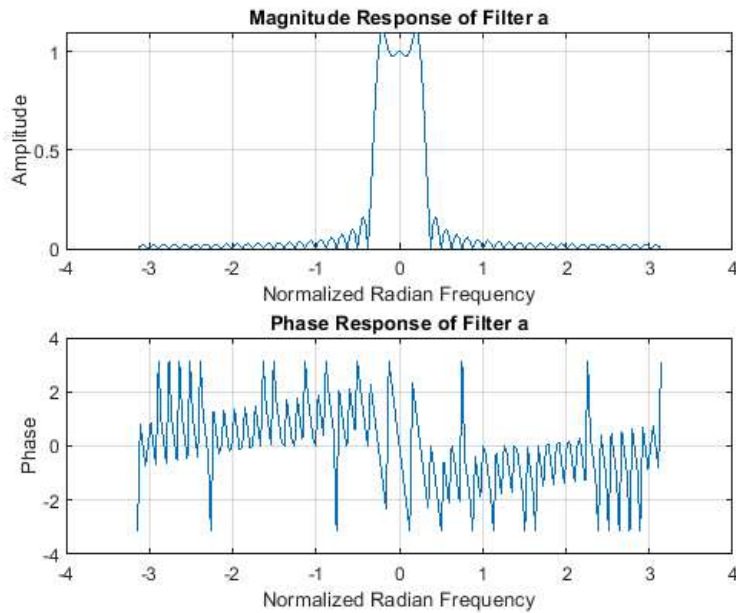 Magnitude Response of Filter a
1
0.5
0
Amplitude
-4 -3 -2 -1 0 1 2 3 4
Normalized Radian Frequency
Phase Response of Filter a
4
2
0
-2
-4
Phase
-4 -3 -2 -1 0 1 2 3 4
Normalized Radian Frequency